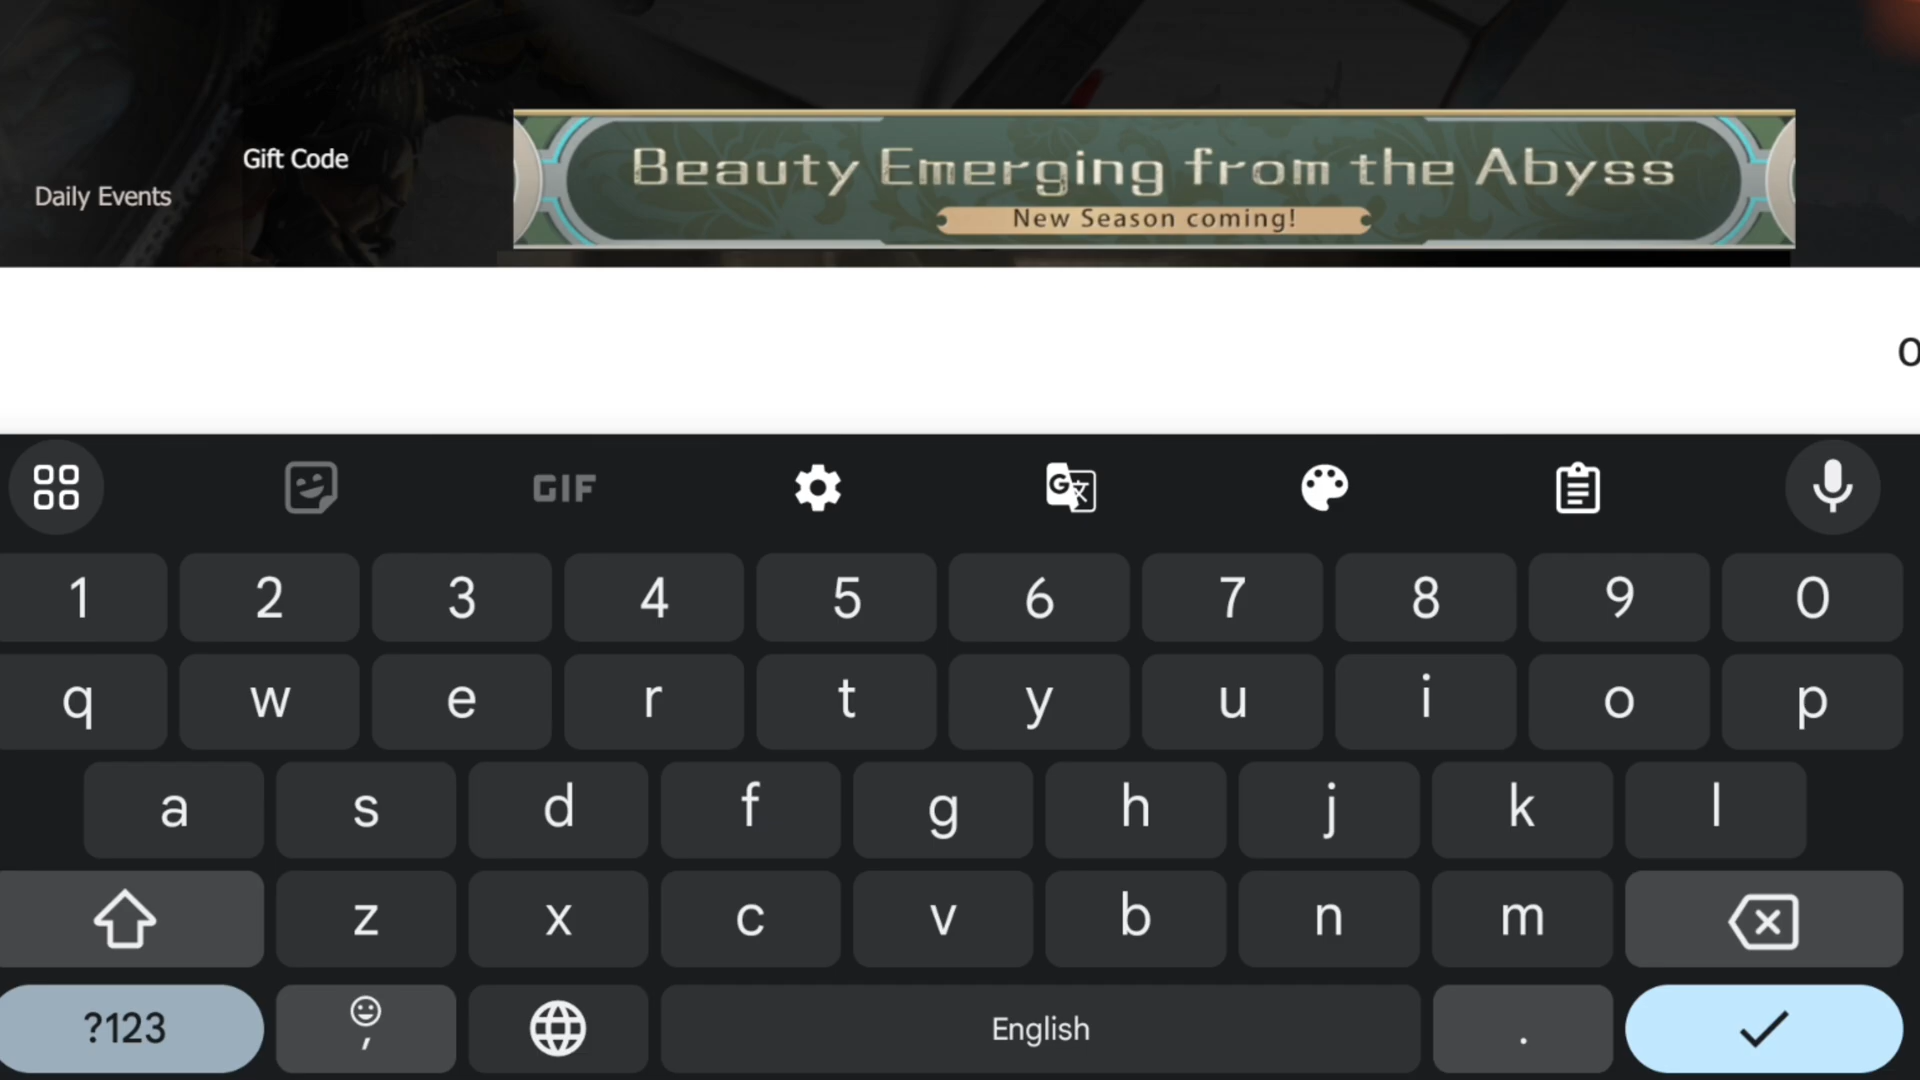 Gift Code
Daily Events
Beauty Emerging from the Abyss
New Season coming!
GIF
1 2 3 4 5 6 7 8 9 0
q w e r t y u i o p
a s d f g h j k l
z x c v b n m
?123 , English .